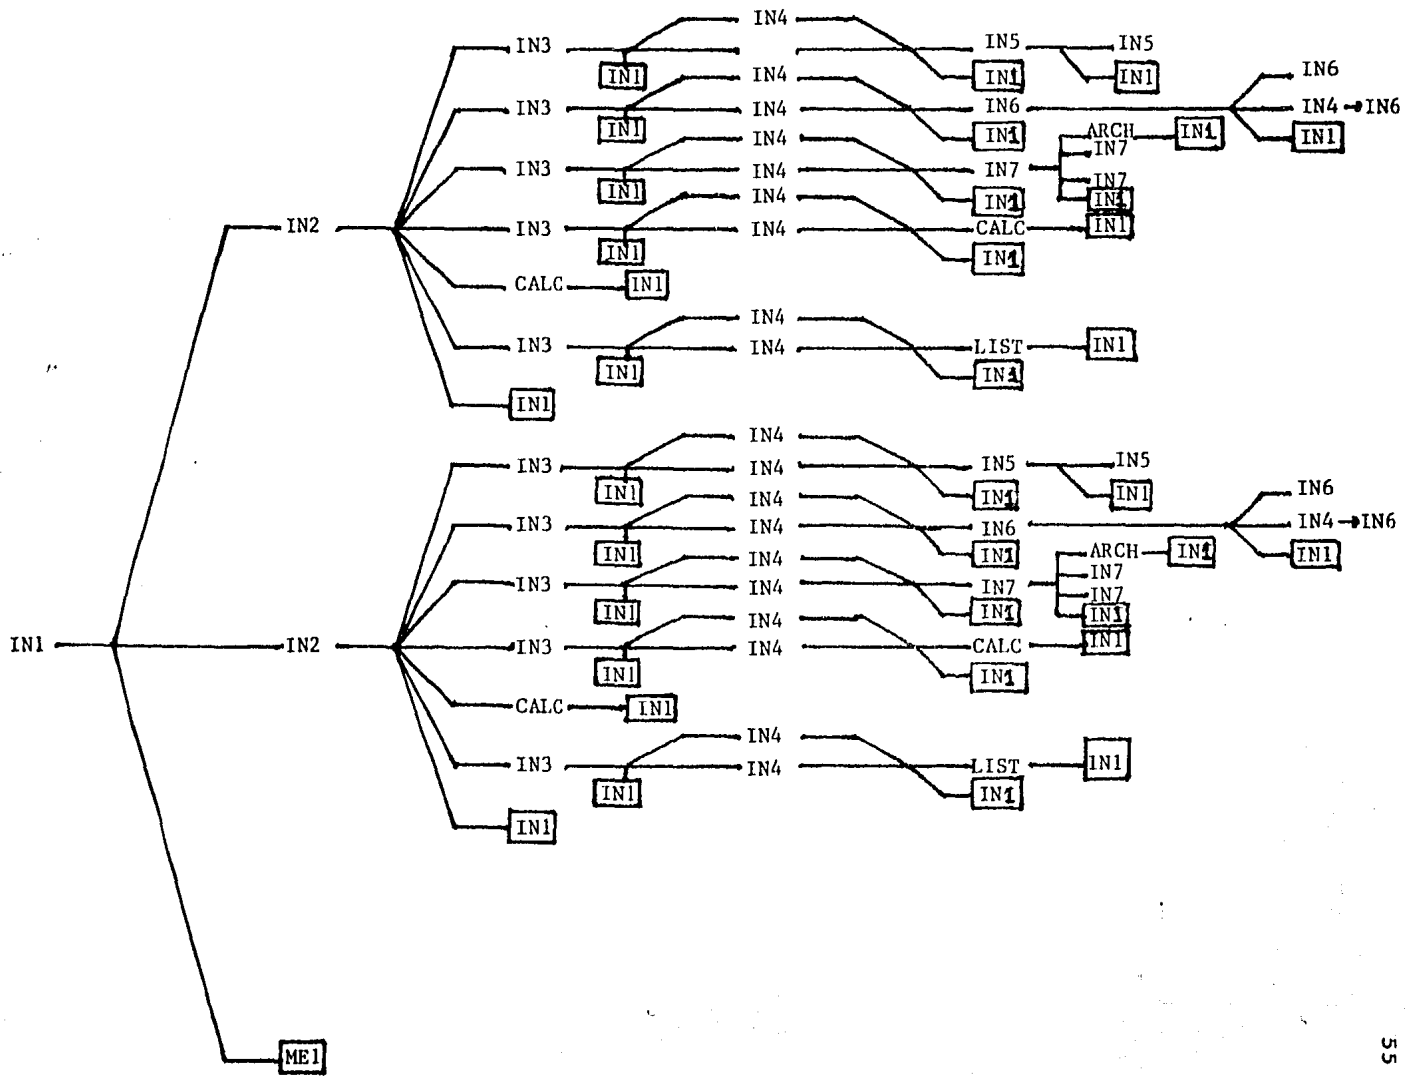 IN4
IN3 IN5 IN5
IN1 IN4 IN1 IN1 IN6
IN3 IN4 IN6 IN4 IN6
IN1 IN4 IN1 ARCH IN1 IN1
IN7
IN3 IN4 IN7
IN7
IN1 IN4 IN1 IN1
IN2 IN3 IN4 CALC IN1
IN1 IN1
CALC IN1
IN4
IN3 IN4 LIST IN1
IN1 IN1
IN1
IN4
IN3 IN4 IN5 IN5
IN1 IN4 IN1 IN1 IN6
IN3 IN4 IN6 IN4 IN6
IN1 IN4 IN1 ARCH IN1 IN1
IN7
IN3 IN4 IN7
IN7
IN1 IN4 IN1 IN1
IN1 IN2 IN3 IN4 CALC IN1
IN1 IN1
CALC IN1
IN4
IN3 IN4 LIST IN1
IN1 IN1
IN1
ME1
55